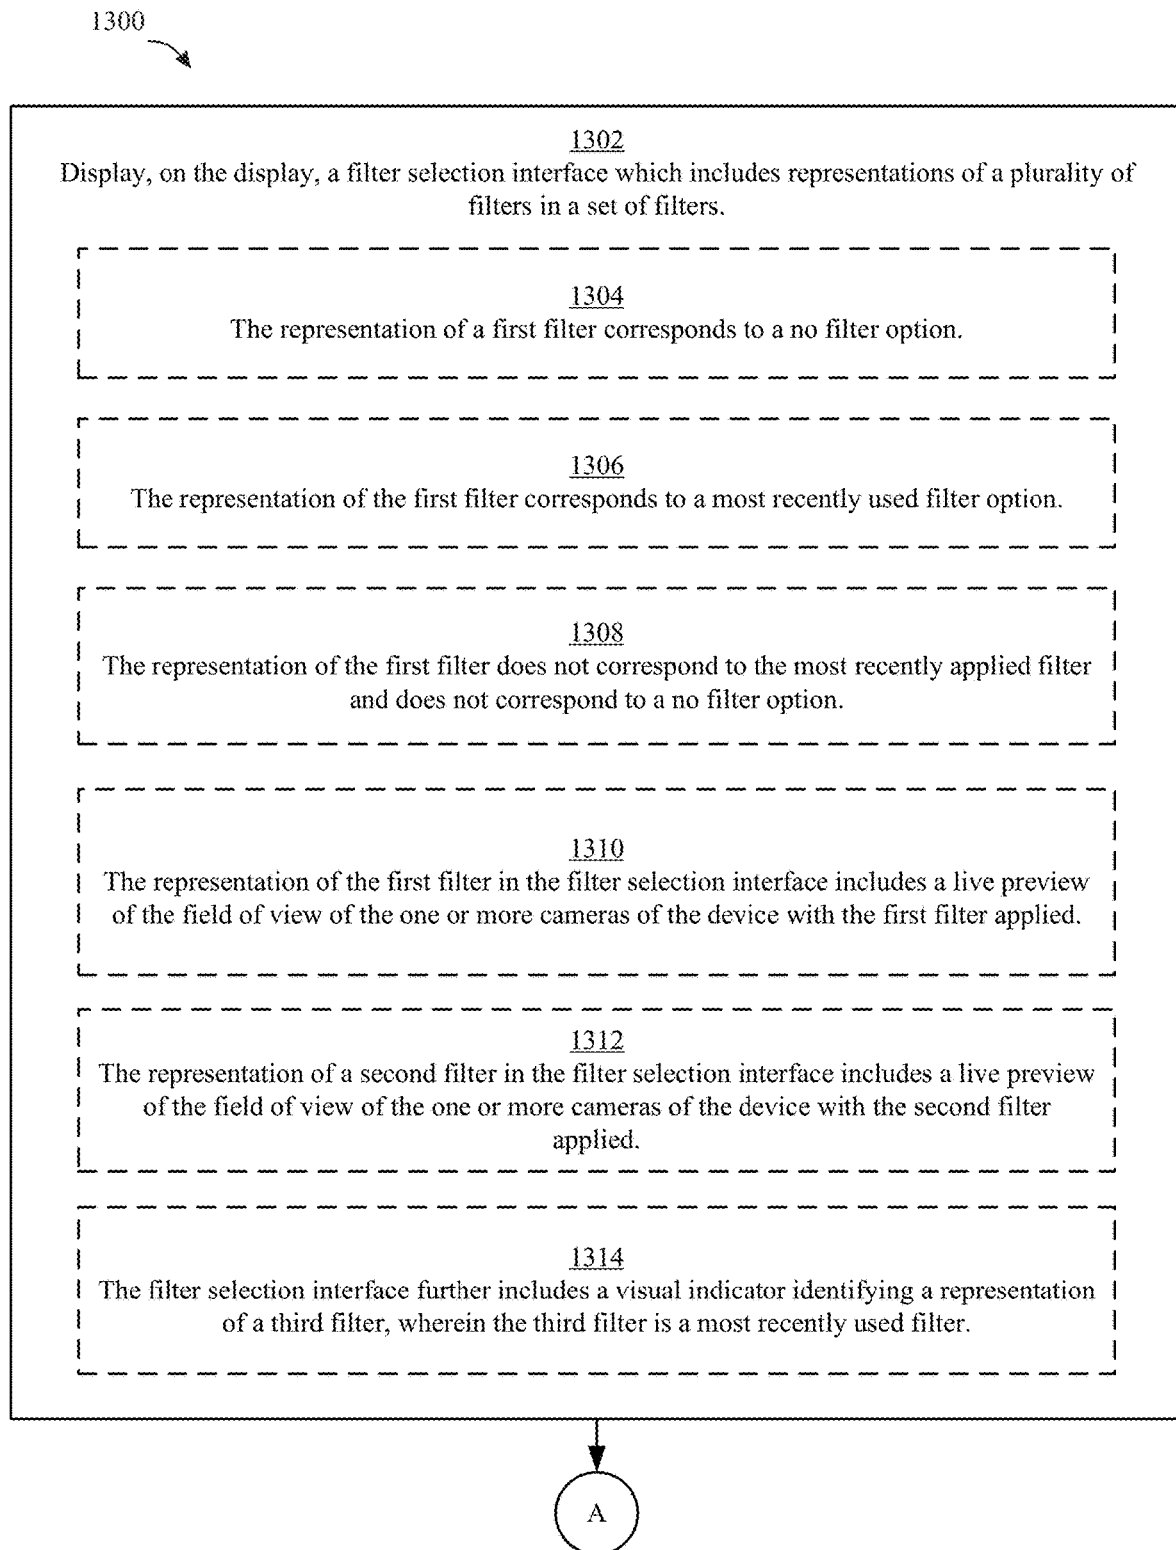 1300
1302
Display, on the display, a filter selection interface which includes representations of a plurality of
filters in a set of filters.
1304
The representation of a first filter corresponds to a no filter option.
1306
The representation of the first filter corresponds to a most recently used filter option.
1308
The representation of the first filter does not correspond to the most recently applied filter
and does not correspond to a no filter option.
1310
The representation of the first filter in the filter selection interface includes a live preview
of the field of view of the one or more cameras of the device with the first filter applied.
1312
The representation of a second filter in the filter selection interface includes a live preview
of the field of view of the one or more cameras of the device with the second filter
applied.
1314
The filter selection interface further includes a visual indicator identifying a representation
of a third filter, wherein the third filter is a most recently used filter.
A